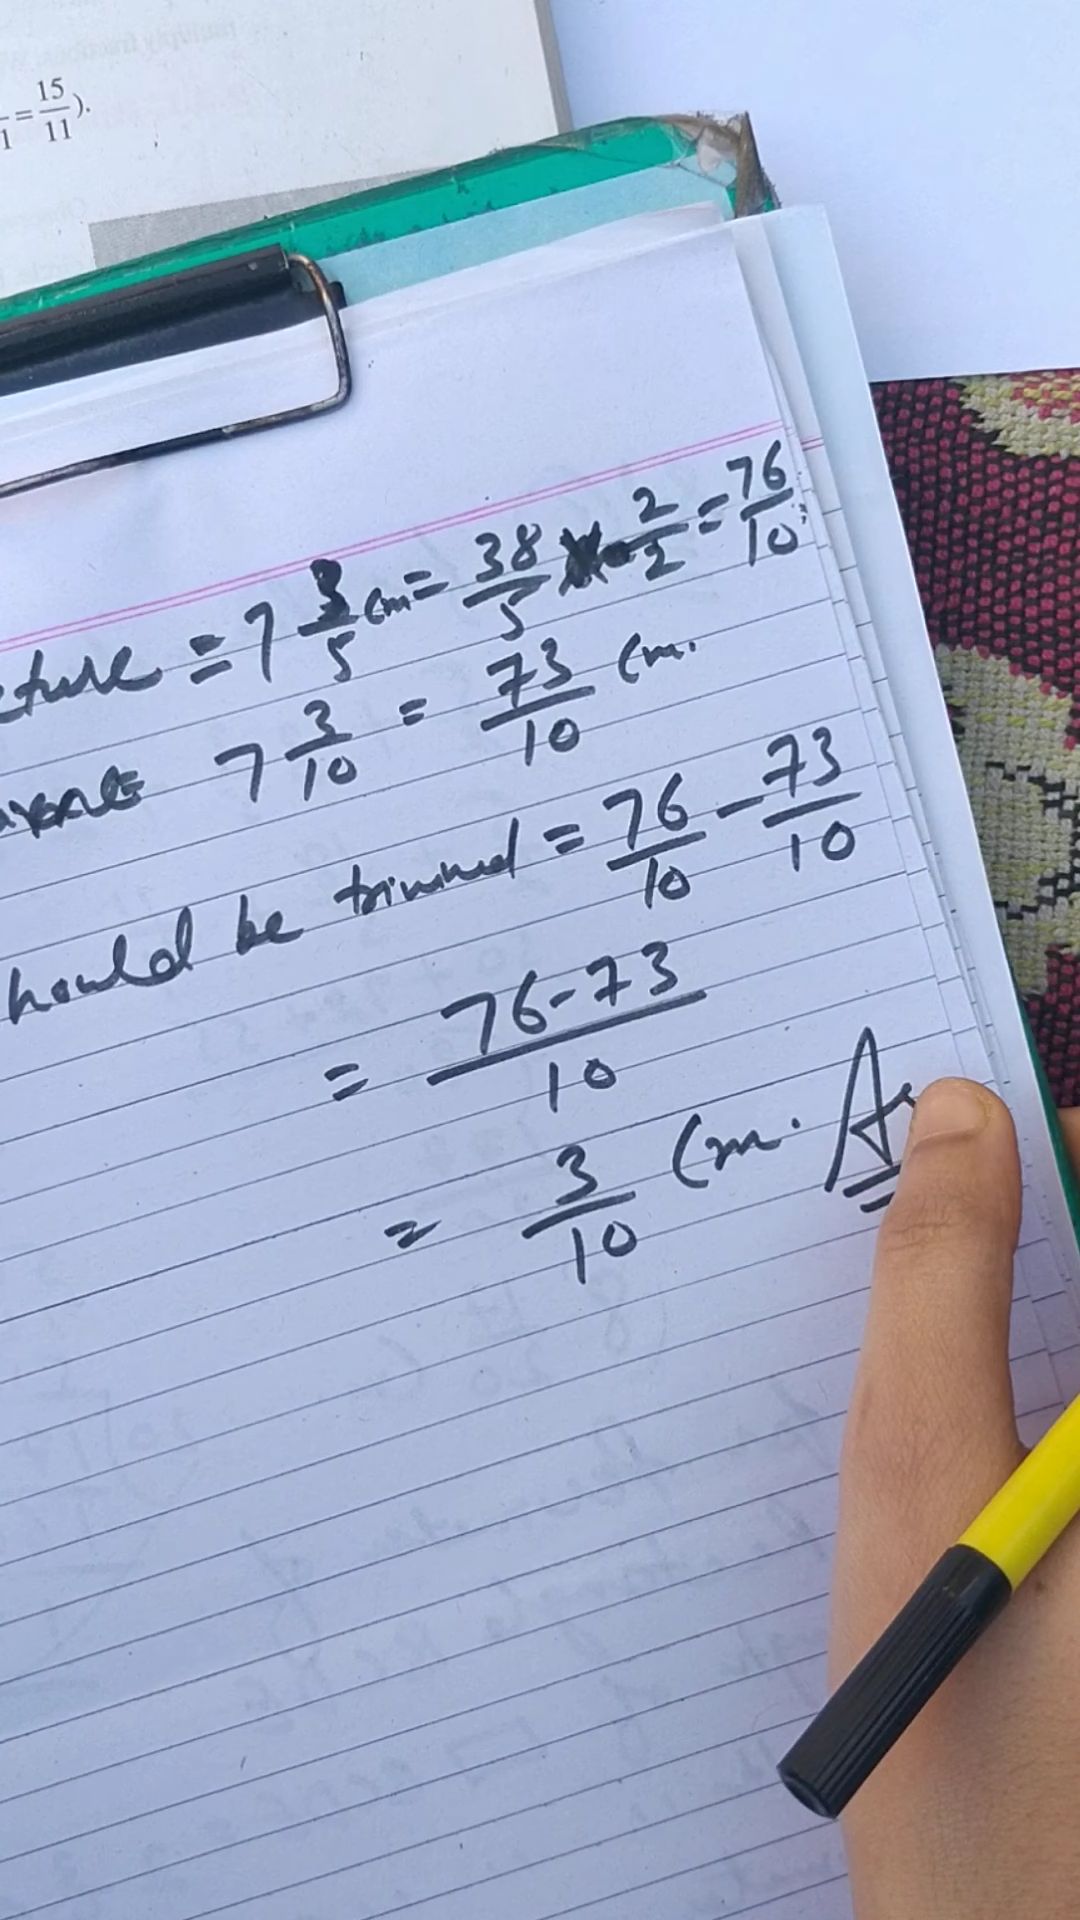 = 15/11).
= 7 3/5 cm = 38/5 × 2/2 = 76/10
7 3/10 = 73/10 cm.
hould be trimmed = 76/10 - 73/10
= 76-73/10
= 3/10 cm.